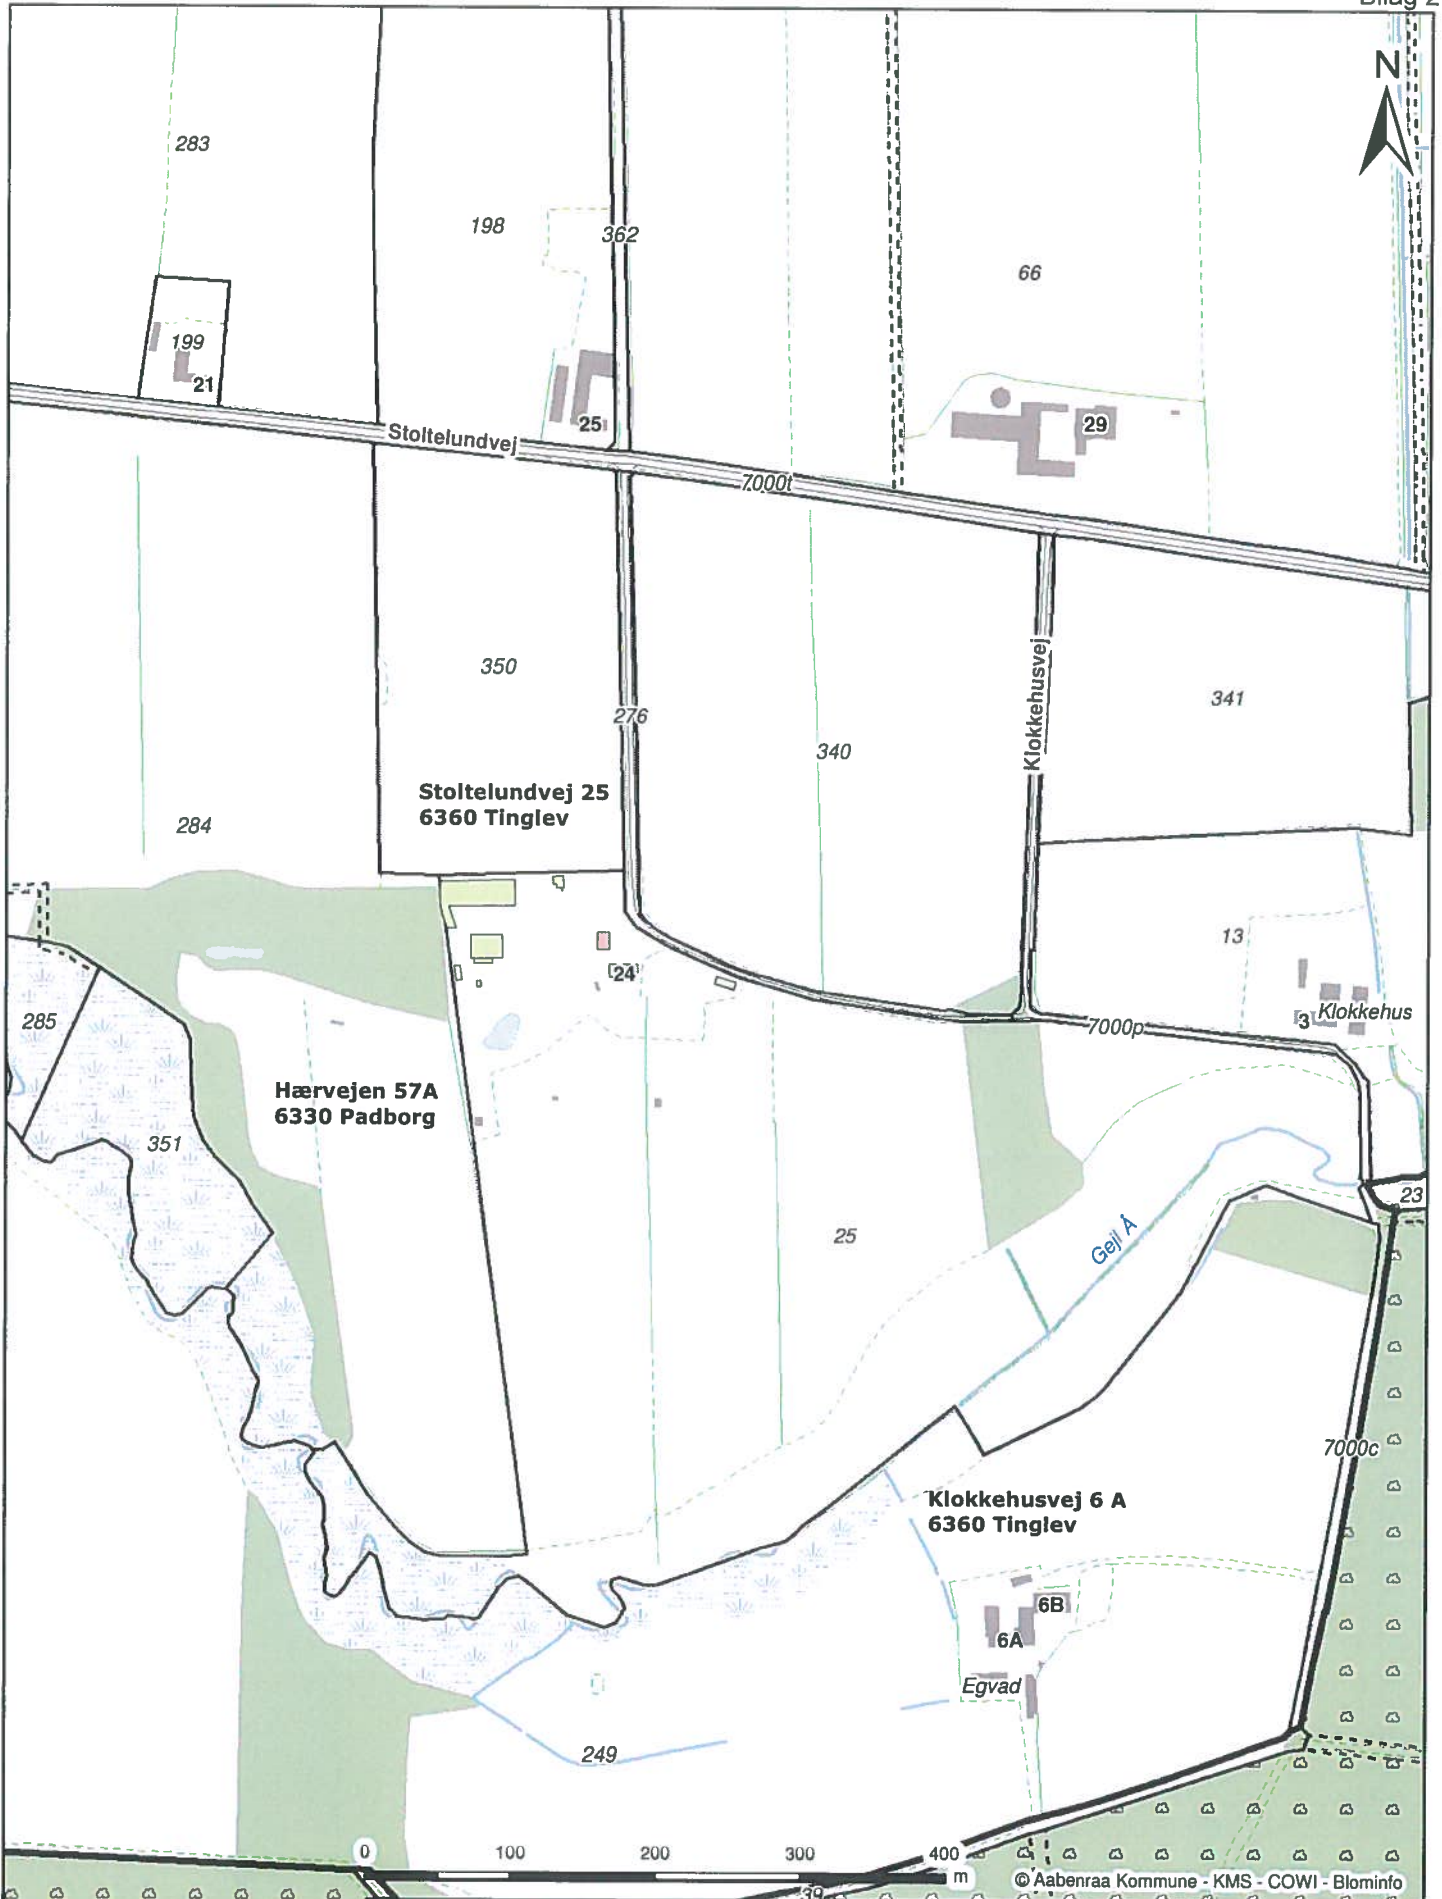 N
283
198
362
66
199
21
25
29
Stoltelundvej
7000t
350
276
Klokkehusvej
341
340
Stoltelundvej 25
6360 Tinglev
284
13
24
285
3
Klokkehus
7000p
Hærvejen 57A
6330 Padborg
351
23
25
Gejl Å
7000c
Klokkehusvej 6 A
6360 Tinglev
6B
6A
Egvad
249
0 100 200 300 400
m
© Aabenraa Kommune - KMS - COWI - Blominfo